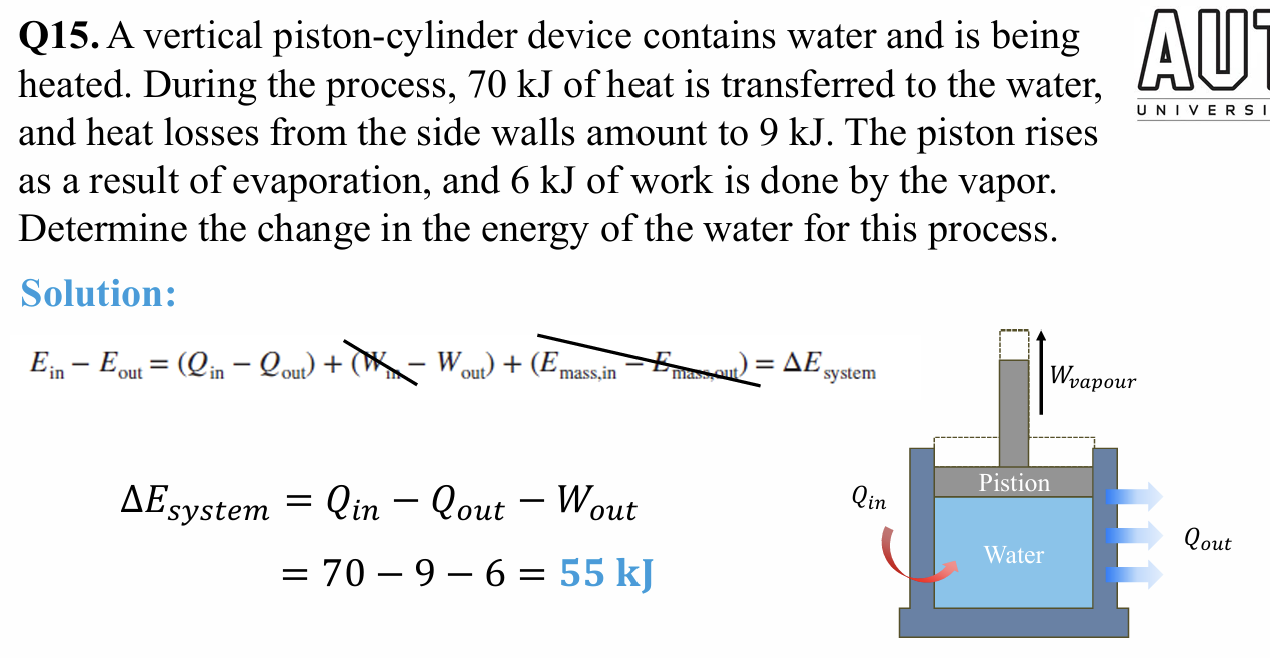 Q15. A vertical piston-cylinder device contains water and is being
heated. During the process, 70 kJ of heat is transferred to the water,
and heat losses from the side walls amount to 9 kJ. The piston rises
as a result of evaporation, and 6 kJ of work is done by the vapor.
Determine the change in the energy of the water for this process.
AUT
UNIVERSI
Solution:
E_in − E_out = (Q_in − Q_out) + (W_in − W_out) + (E_mass,in − E_mass,out) = ΔE_system
W_vapour
ΔE_system = Q_in − Q_out − W_out
= 70 − 9 − 6 = 55 kJ
Pistion
Q_in
Q_out
Water